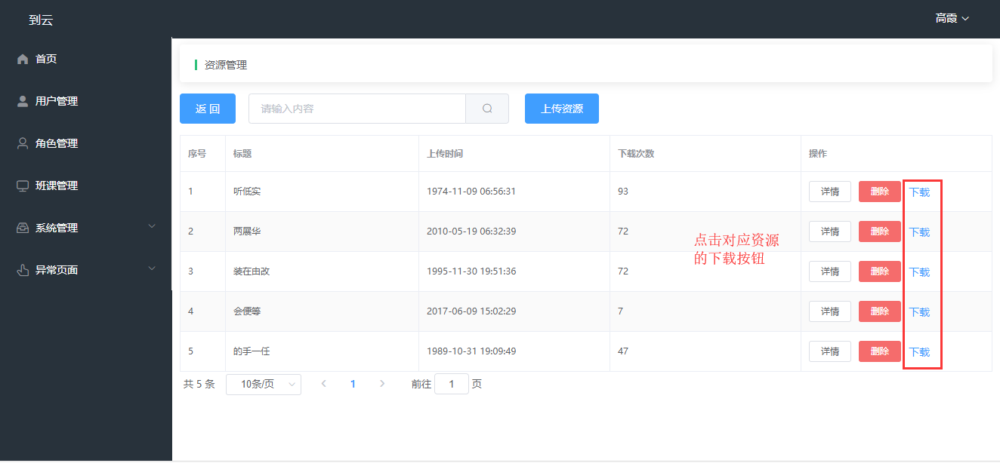 到云
高霞
首页
用户管理
角色管理
班课管理
系统管理
异常页面
资源管理
返回 请输入内容 上传资源
序号 标题 上传时间 下载次数 操作
1 听低实 1974-11-09 06:56:31 93 详情 删除 下载
2 两展华 2010-05-19 06:32:39 72 详情 删除 下载
点击对应资源
的下载按钮
3 装在由改 1995-11-30 19:51:36 72 详情 删除 下载
4 会便等 2017-06-09 15:02:29 7 详情 删除 下载
5 的手一任 1989-10-31 19:09:49 47 详情 删除 下载
共 5 条 10条/页 1 前往 1 页